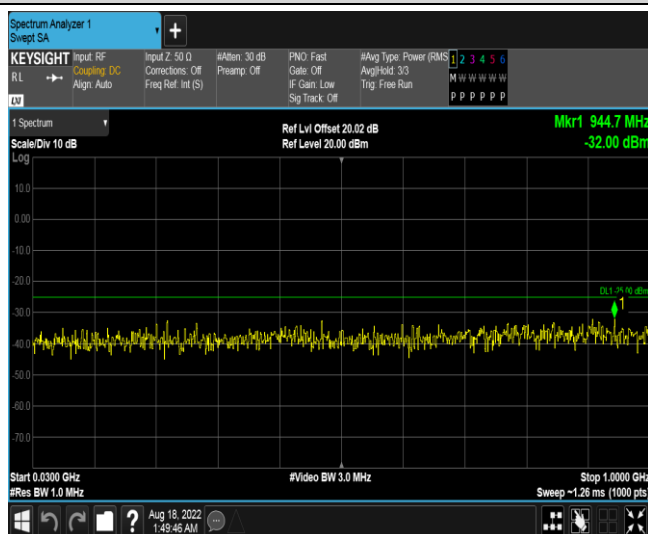 Spectrum Analyzer 1
Swept SA
KEYSIGHT
RL
LXI
Input: RF
Coupling: DC
Align: Auto
Input Z: 50 Ω
Corrections: Off
Freq Ref: Int (S)
#Atten: 30 dB
Preamp: Off
PNO: Fast
Gate: Off
IF Gain: Low
Sig Track: Off
#Avg Type: Power (RMS
Avg|Hold: 3/3
Trig: Free Run
1 2 3 4 5 6
M W W W W W
P P P P P P
1 Spectrum
Scale/Div 10 dB
Log
Ref Lvl Offset 20.02 dB
Ref Level 20.00 dBm
Mkr1 944.7 MHz
-32.00 dBm
10.0
0.00
-10.0
-20.0
DL1 -25.00 dBm
1
-30.0
-40.0
-50.0
-60.0
-70.0
Start 0.0300 GHz
#Res BW 1.0 MHz
#Video BW 3.0 MHz
Stop 1.0000 GHz
Sweep ~1.26 ms (1000 pts)
?
Aug 18, 2022
1:49:46 AM